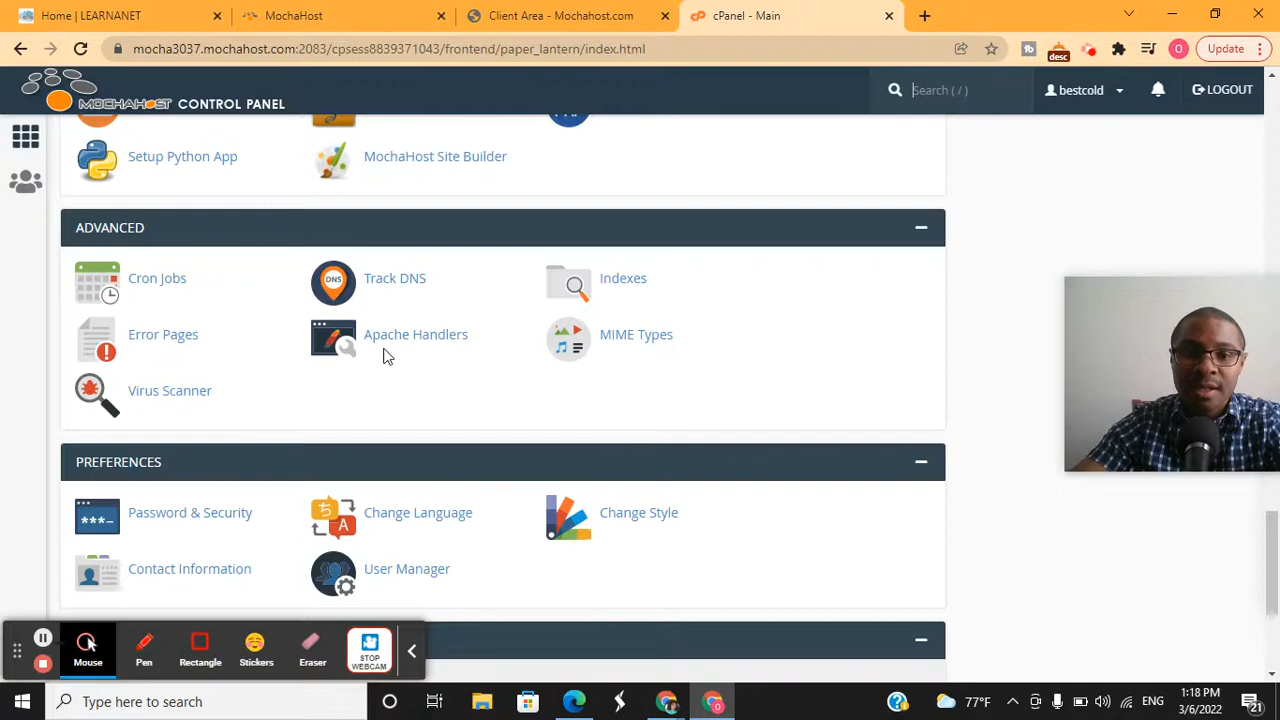 Home | LEARNANET
MochaHost
Client Area - Mochahost.com
cPanel - Main
mocha3037.mochahost.com:2083/cpsess8839371043/frontend/paper_lantern/index.html
desc
O
Update
MOCHAHOST CONTROL PANEL
Search ( / )
bestcold
LOGOUT
Setup Python App
MochaHost Site Builder
ADVANCED
Cron Jobs
DNS
Track DNS
Indexes
Error Pages
Apache Handlers
MIME Types
Virus Scanner
PREFERENCES
***-
Password & Security
ち
A
Change Language
Change Style
Contact Information
User Manager
Mouse
Pen
Rectangle
Stickers
Eraser
STOP
WEBCAM
Type here to search
77°F
ENG
1:18 PM
3/6/2022
21